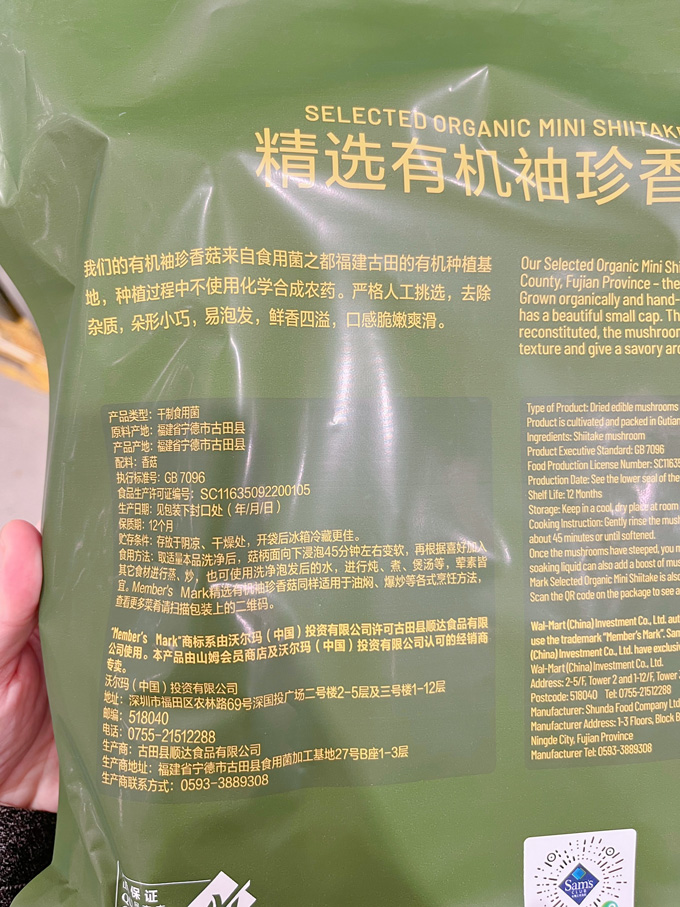 SELECTED ORGANIC MINI SHIITAKE
精选有机袖珍香
我们的有机袖珍香菇来自食用菌之都福建古田的有机种植基
地，种植过程中不使用化学合成农药。严格人工挑选，去除
杂质，朵形小巧，易泡发，鲜香四溢，口感脆嫩爽滑。
Our Selected Organic Mini Shi
County, Fujian Province - the
Grown organically and hand-
has a beautiful small cap. Th
reconstituted, the mushroom
texture and give a savory aro
产品类型：干制食用菌
原料产地：福建省宁德市古田县
产品产地：福建省宁德市古田县
配料：香菇
执行标准号：GB 7096
食品生产许可证编号：SC11635092200105
生产日期：见包装下封口处（年/月/日）
保质期：12个月
贮存条件：存放于阴凉、干燥处，开袋后冰箱冷藏更佳。
食用方法：取适量本品洗净后，菇柄面向下浸泡45分钟左右变软，再根据喜好加入
其它食材进行蒸、炒，也可使用洗净泡发后的水，进行炖、煮、煲汤等，荤素皆
宜。Member's Mark精选有机袖珍香菇同样适用于油焖、爆炒等各式烹饪方法，
查看更多菜肴请扫描包装上的二维码。
"Member's Mark"商标系由沃尔玛（中国）投资有限公司许可古田县顺达食品有限
公司使用。本产品由山姆会员商店及沃尔玛（中国）投资有限公司认可的经销商
专卖。
沃尔玛（中国）投资有限公司
地址：深圳市福田区农林路69号深国投广场二号楼2-5层及三号楼1-12层
邮编：518040
电话：0755-21512288
生产商：古田县顺达食品有限公司
生产商地址：福建省宁德市古田县食用菌加工基地27号B座1-3层
生产商联系方式：0593-3889308
Type of Product: Dried edible mushrooms
Product is cultivated and packed in Gutian
Ingredients: Shiitake mushroom
Product Executive Standard: GB 7096
Food Production License Number: SC11635
Production Date: See the lower seal of the
Shelf Life: 12 Months
Storage: Keep in a cool, dry place at room
Cooking Instruction: Gently rinse the mush
about 45 minutes or until softened.
Once the mushrooms have steeped, you m
soaking liquid can also add a boost of mus
Mark Selected Organic Mini Shiitake is also
Scan the QR code on the package to see a
Wal-Mart (China) Investment Co., Ltd. aut
use the trademark "Member's Mark". Sam
(China) Investment Co., Ltd. have exclusiv
Wal-Mart (China) Investment Co., Ltd.
Address: 2-5/F, Tower 2 and 1-12/F, Tower
Postcode: 518040 Tel: 0755-21512288
Manufacturer: Shunda Food Company Ltd
Manufacturer Address: 1-3 Floors, Block B
Ningde City, Fujian Province
Manufacturer Tel: 0593-3889308
保证
Sam's
CLUB